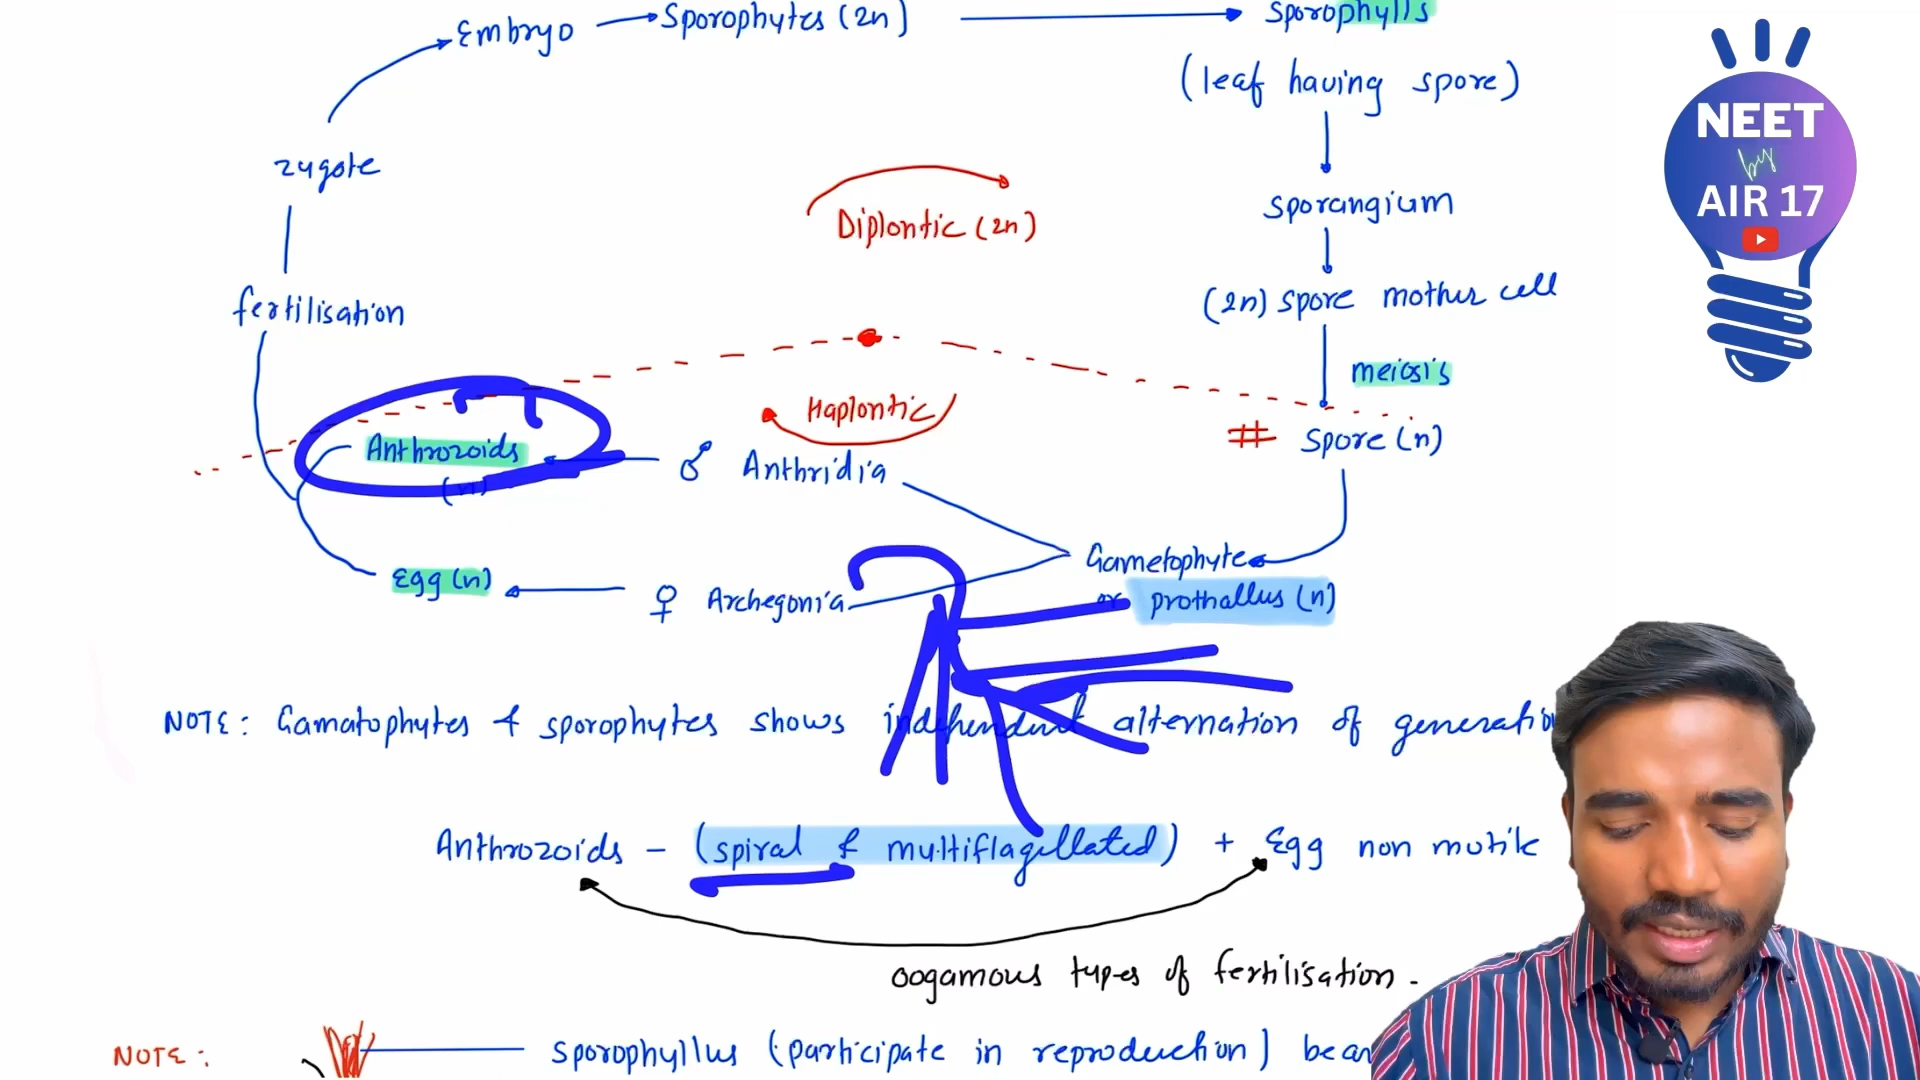 Embryo → Sporophytes (2n) → Sporophylls
(leaf having spore)
zygote
sporangium
Diplontic (2n)
(2n) spore mother cell
fertilisation
meiosis
Haplontic
# Spore (n)
Anthrozoids
(n)
♂ Anthridia
Gametophyte
or prothallus (n)
Egg (n)
♀ Archegonia
NOTE: Gamatophytes & sporophytes shows independent alternation of
Anthrozoids - (spiral & multiflagellated) + Egg non motile
oogamous types of fertilisation.
NOTE: sporophyllus (participate in reproduction)
NEET
by
AIR 17